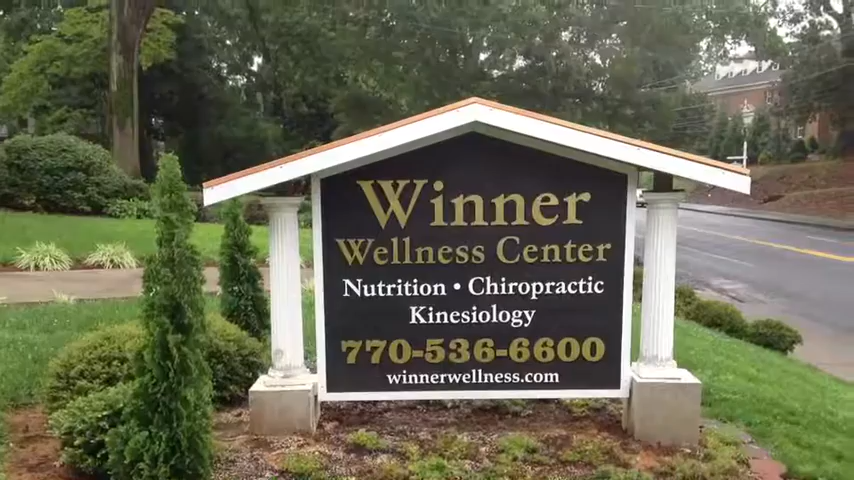 Winner
Wellness Center
Nutrition • Chiropractic
Kinesiology
770-536-6600
winnerwellness.com